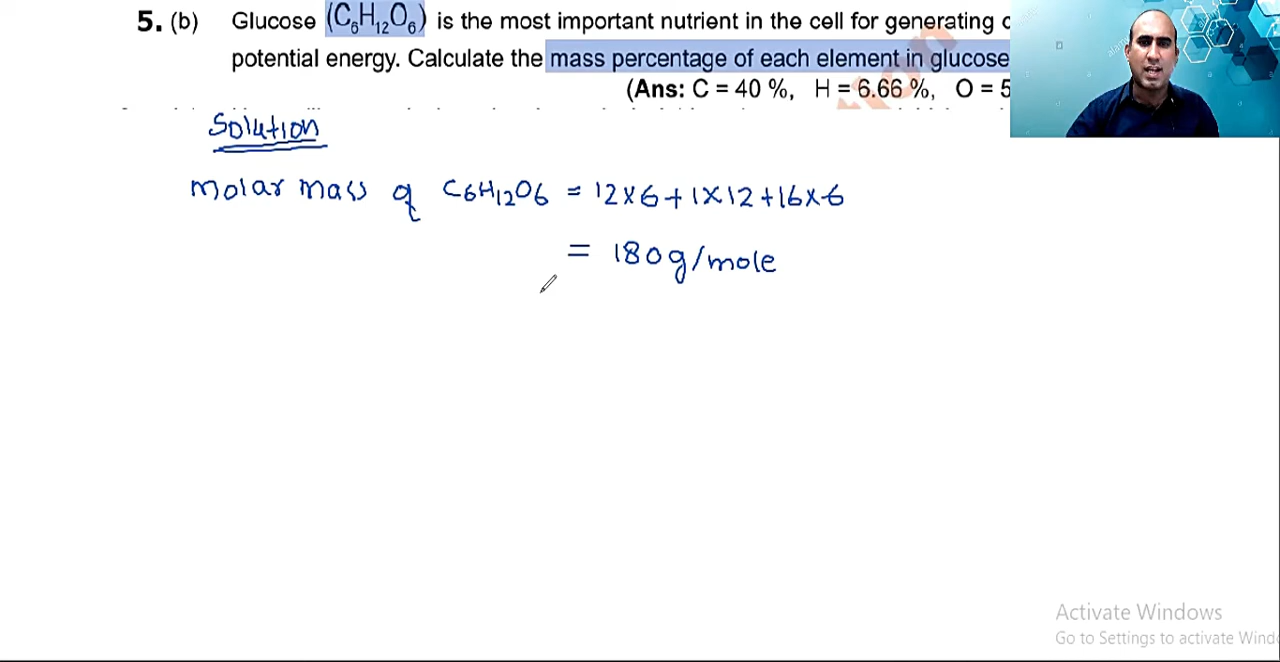 5. (b) Glucose (C₆H₁₂O₆) is the most important nutrient in the cell for generating
potential energy. Calculate the mass percentage of each element in glucose
(Ans: C = 40 %, H = 6.66 %, O = 5
Solution
Molar mass of C6H12O6 = 12×6+1×12+16×6
= 180g/mole
Activate Windows
Go to Settings to activate Wind